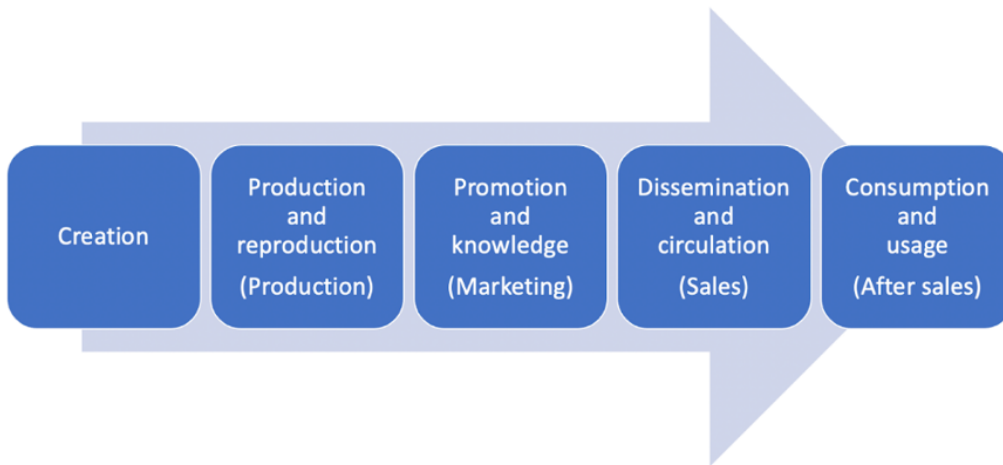 Creation
Production
and
reproduction
(Production)
Promotion
and
knowledge
(Marketing)
Dissemination
and
circulation
(Sales)
Consumption
and
usage
(After sales)